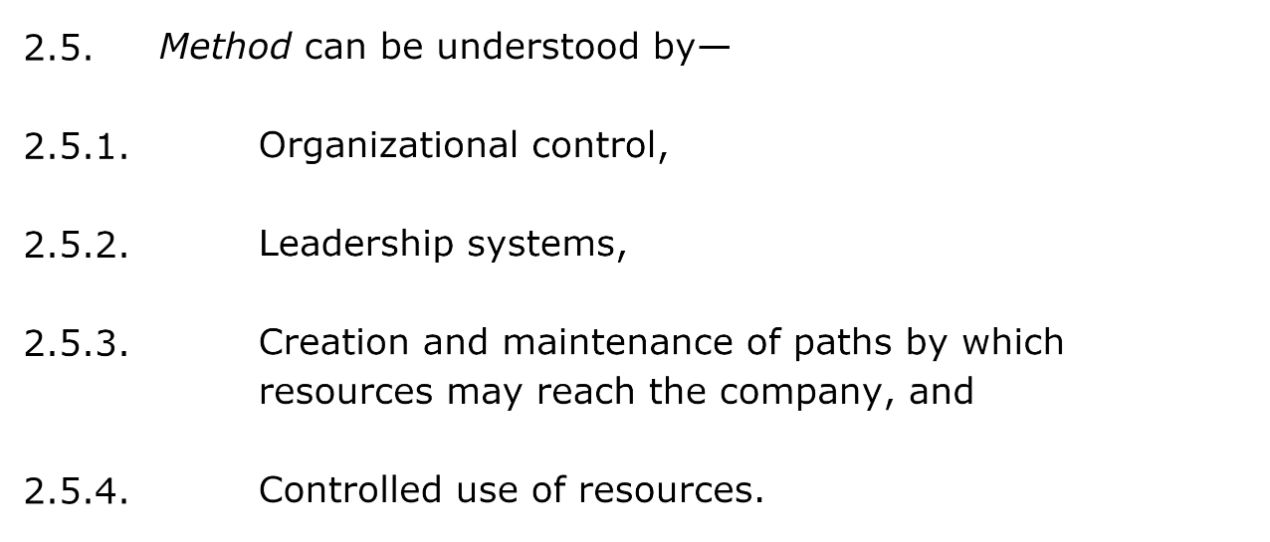 2.5. Method can be understood by—
2.5.1. Organizational control,
2.5.2. Leadership systems,
2.5.3. Creation and maintenance of paths by which
resources may reach the company, and
2.5.4. Controlled use of resources.